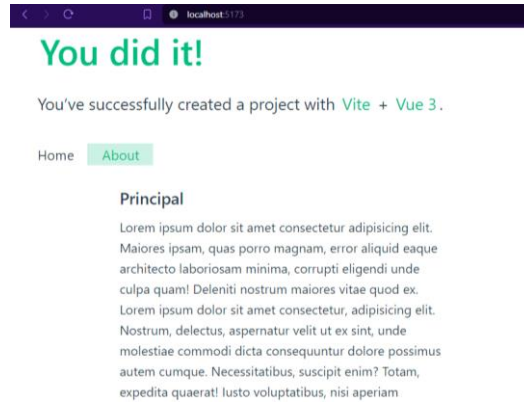 localhost:5173
You did it!
You’ve successfully created a project with Vite + Vue 3.
Home About
Principal
Lorem ipsum dolor sit amet consectetur adipisicing elit.
Maiores ipsam, quas porro magnam, error aliquid eaque
architecto laboriosam minima, corrupti eligendi unde
culpa quam! Deleniti nostrum maiores vitae quod ex.
Lorem ipsum dolor sit amet consectetur, adipisicing elit.
Nostrum, delectus, aspernatur velit ut ex sint, unde
molestiae commodi dicta consequuntur dolore possimus
autem cumque. Necessitatibus, suscipit enim? Totam,
expedita quaerat! Iusto voluptatibus, nisi aperiam